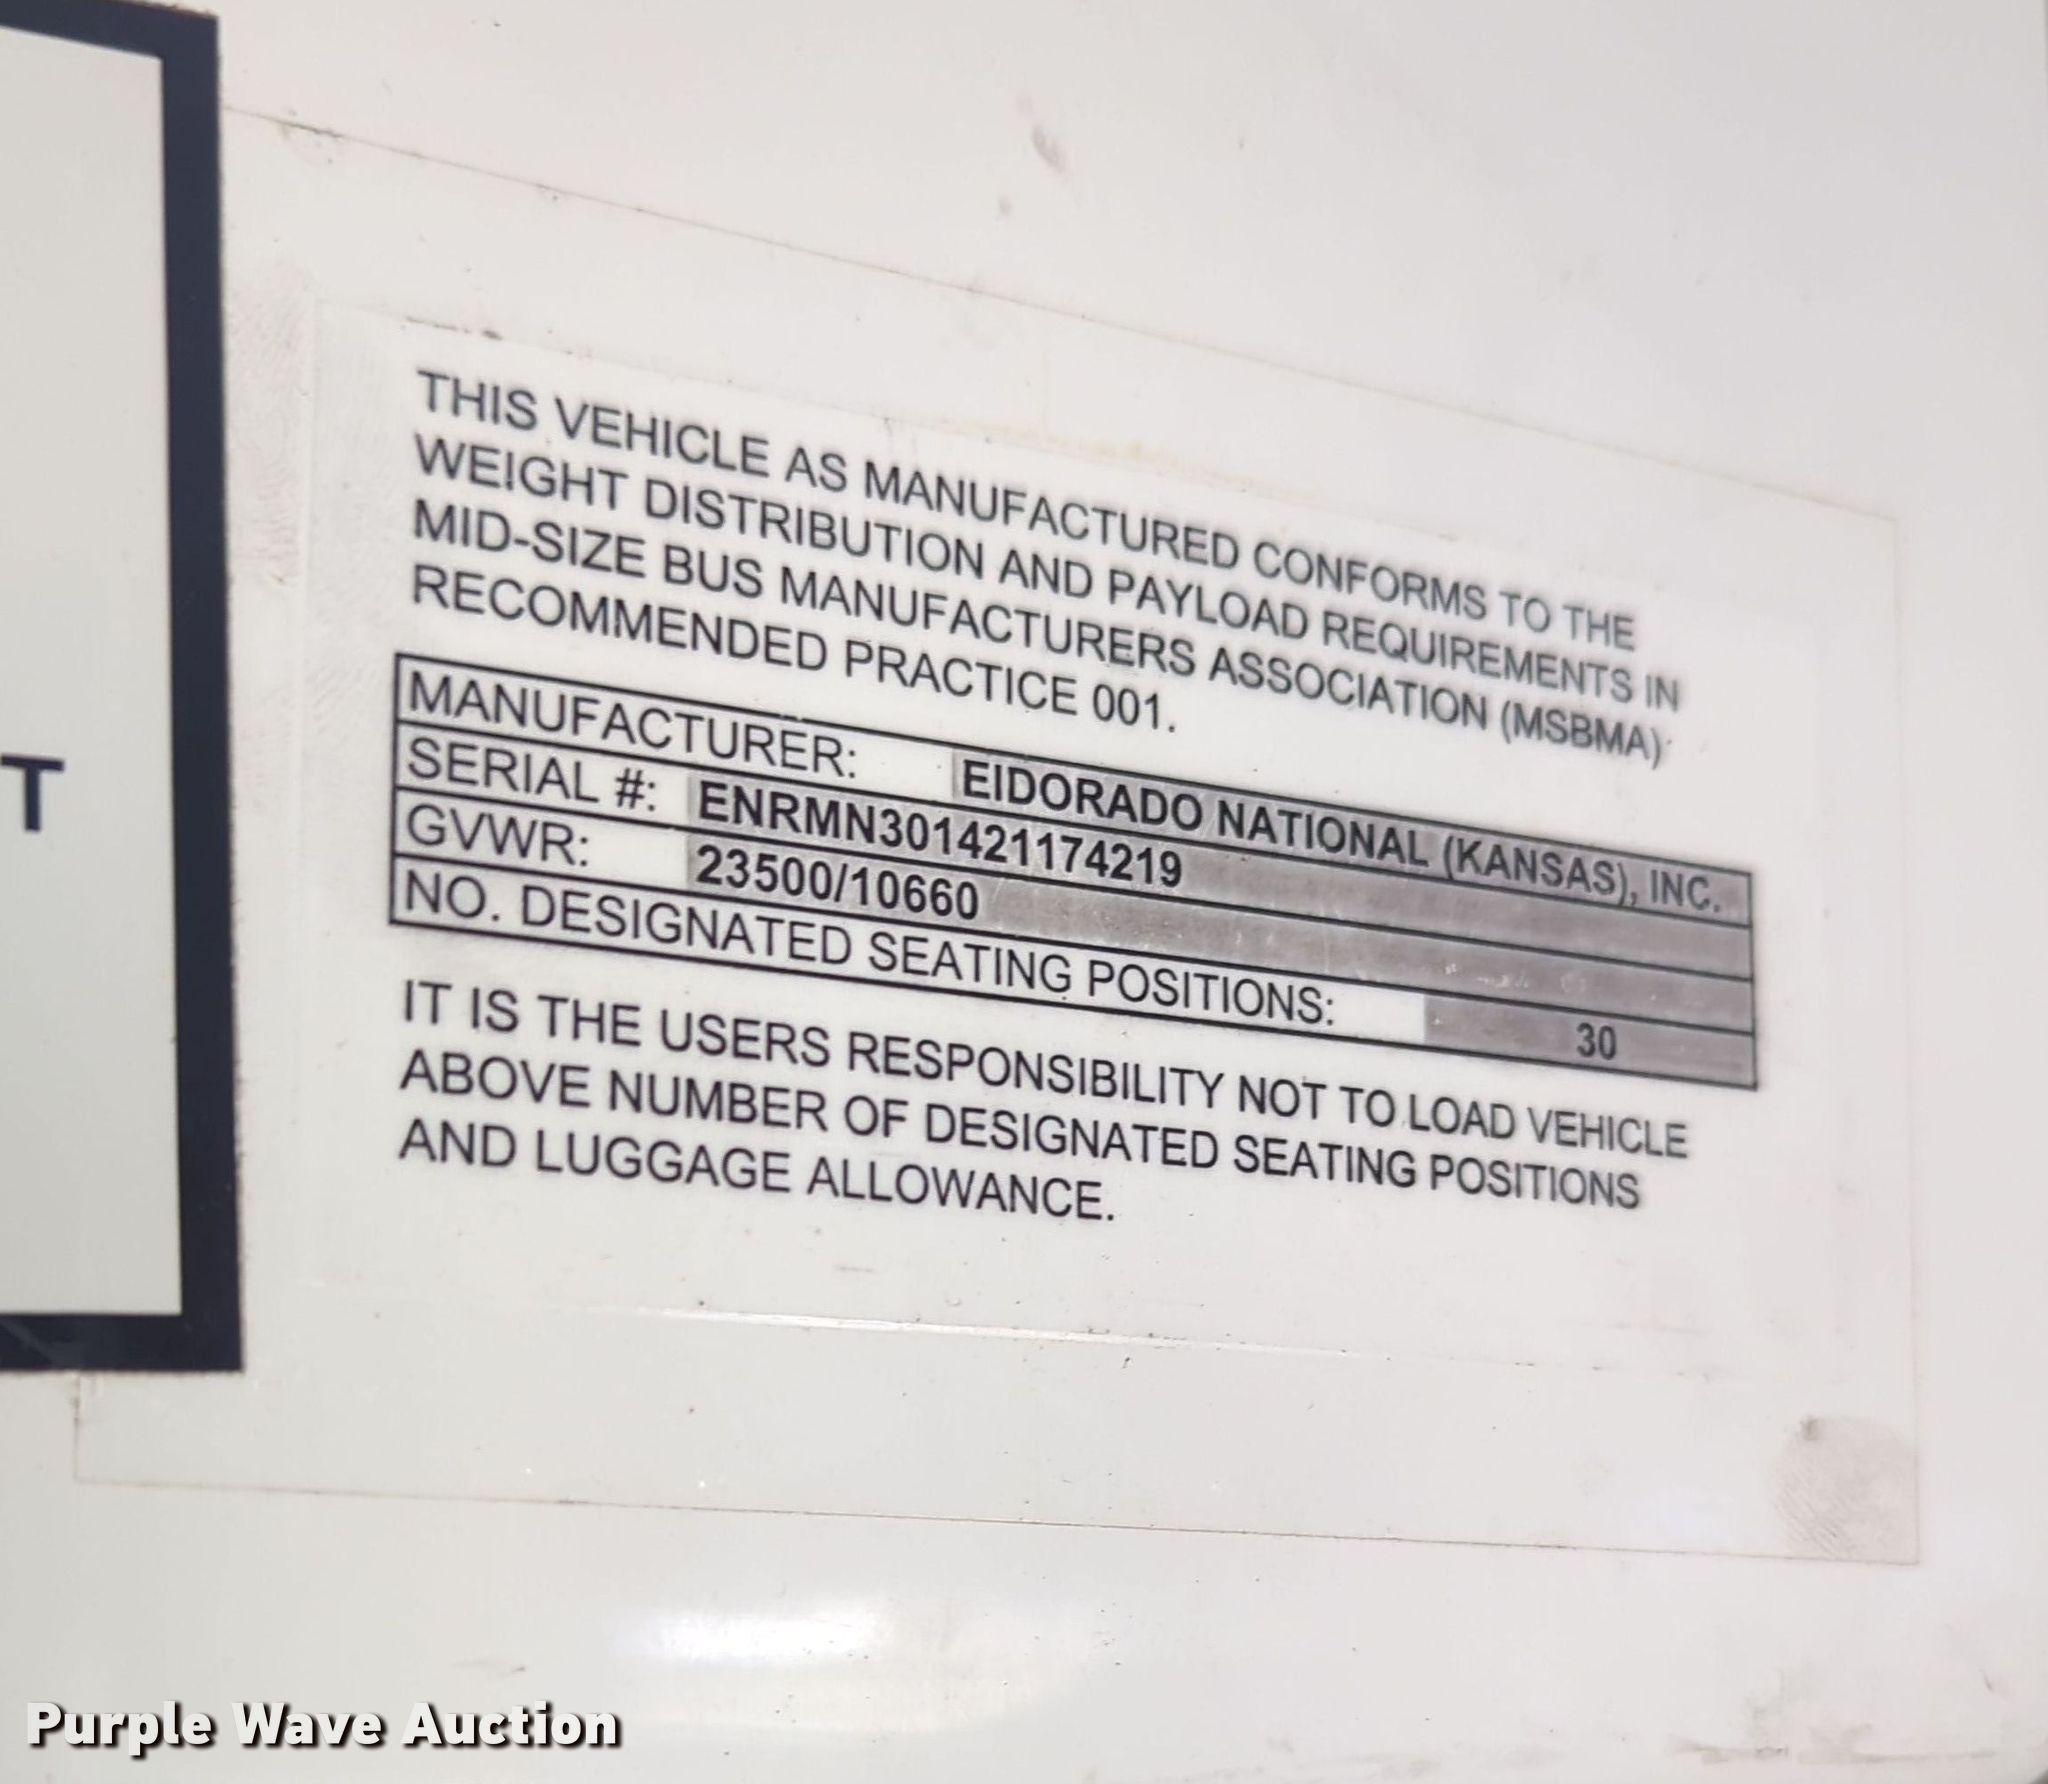 T
THIS VEHICLE AS MANUFACTURED CONFORMS TO THE
WEIGHT DISTRIBUTION AND PAYLOAD REQUIREMENTS IN
MID-SIZE BUS MANUFACTURERS ASSOCIATION (MSBMA)
RECOMMENDED PRACTICE 001.
MANUFACTURER: EIDORADO NATIONAL (KANSAS), INC.
SERIAL #: ENRMN301421174219
GVWR: 23500/10660
NO. DESIGNATED SEATING POSITIONS: 30
IT IS THE USERS RESPONSIBILITY NOT TO LOAD VEHICLE
ABOVE NUMBER OF DESIGNATED SEATING POSITIONS
AND LUGGAGE ALLOWANCE.
Purple Wave Auction